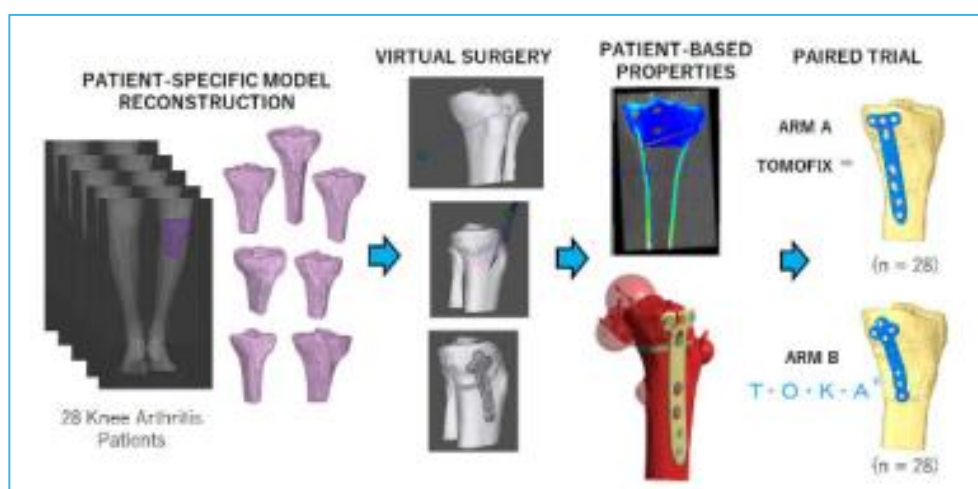 PATIENT-SPECIFIC MODEL
RECONSTRUCTION
28 Knee Arthritis
Patients
VIRTUAL SURGERY
PATIENT-BASED
PROPERTIES
PAIRED TRIAL
ARM A
TOMOFIX ™
(n = 28)
ARM B
T·O·K·A®
(n = 28)